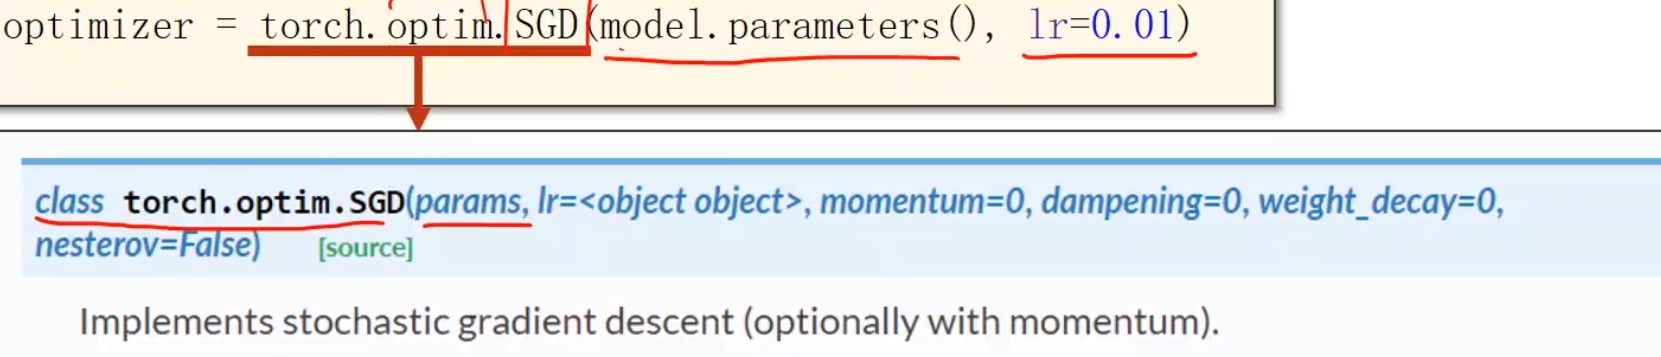 optimizer = torch.optim.SGD(model.parameters(), lr=0.01)
class torch.optim.SGD(params, lr=<object object>, momentum=0, dampening=0, weight_decay=0,
nesterov=False) [source]
Implements stochastic gradient descent (optionally with momentum).